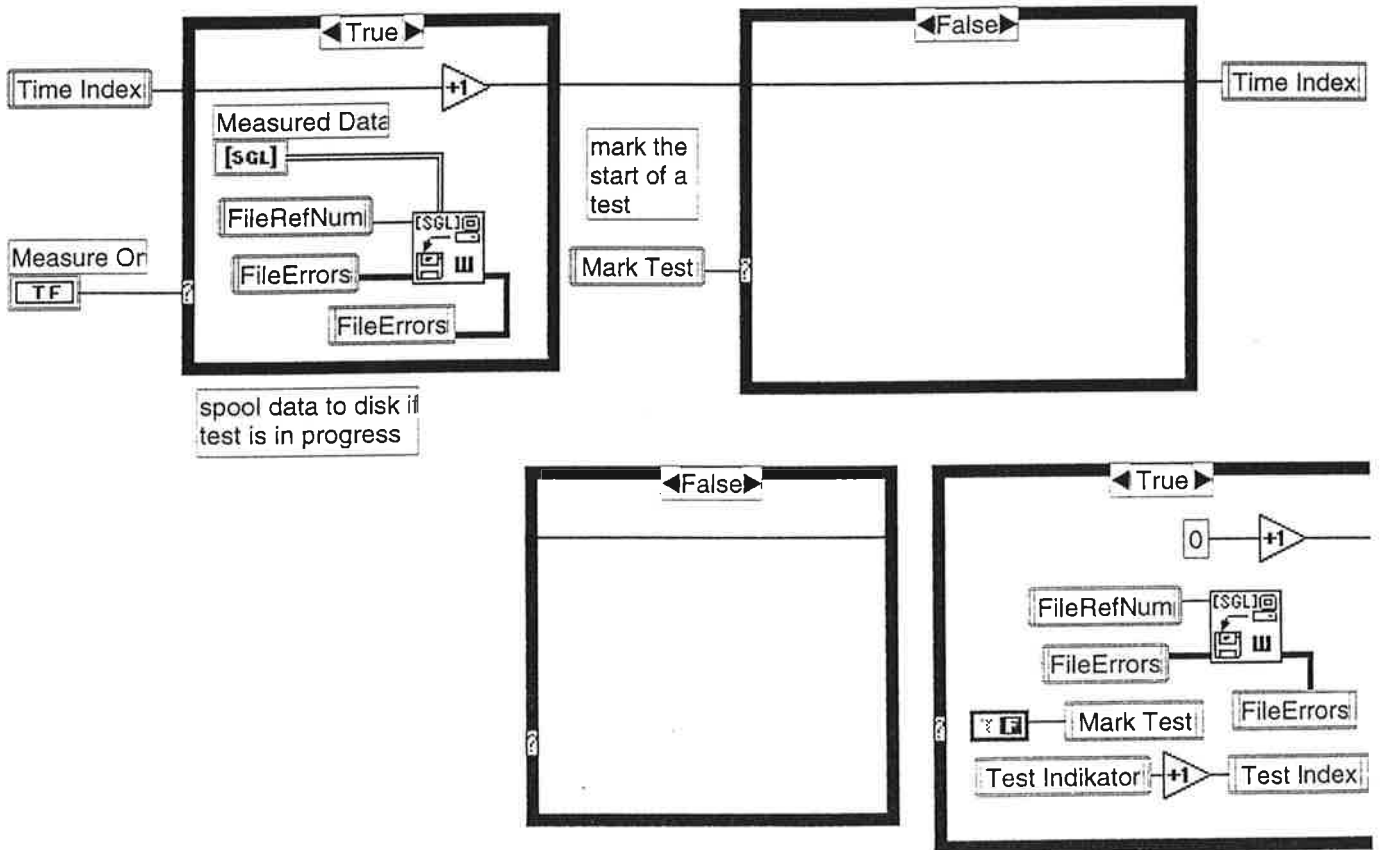 True
False
Time Index
+1
Time Index
Measured Data
[SGL]
mark the
start of a
test
FileRefNum
[SGL]
Measure On
TF
FileErrors
Mark Test
FileErrors
spool data to disk if
test is in progress
False
True
0
+1
FileRefNum
[SGL]
FileErrors
FileErrors
F
Mark Test
Test Indikator
+1
Test Index